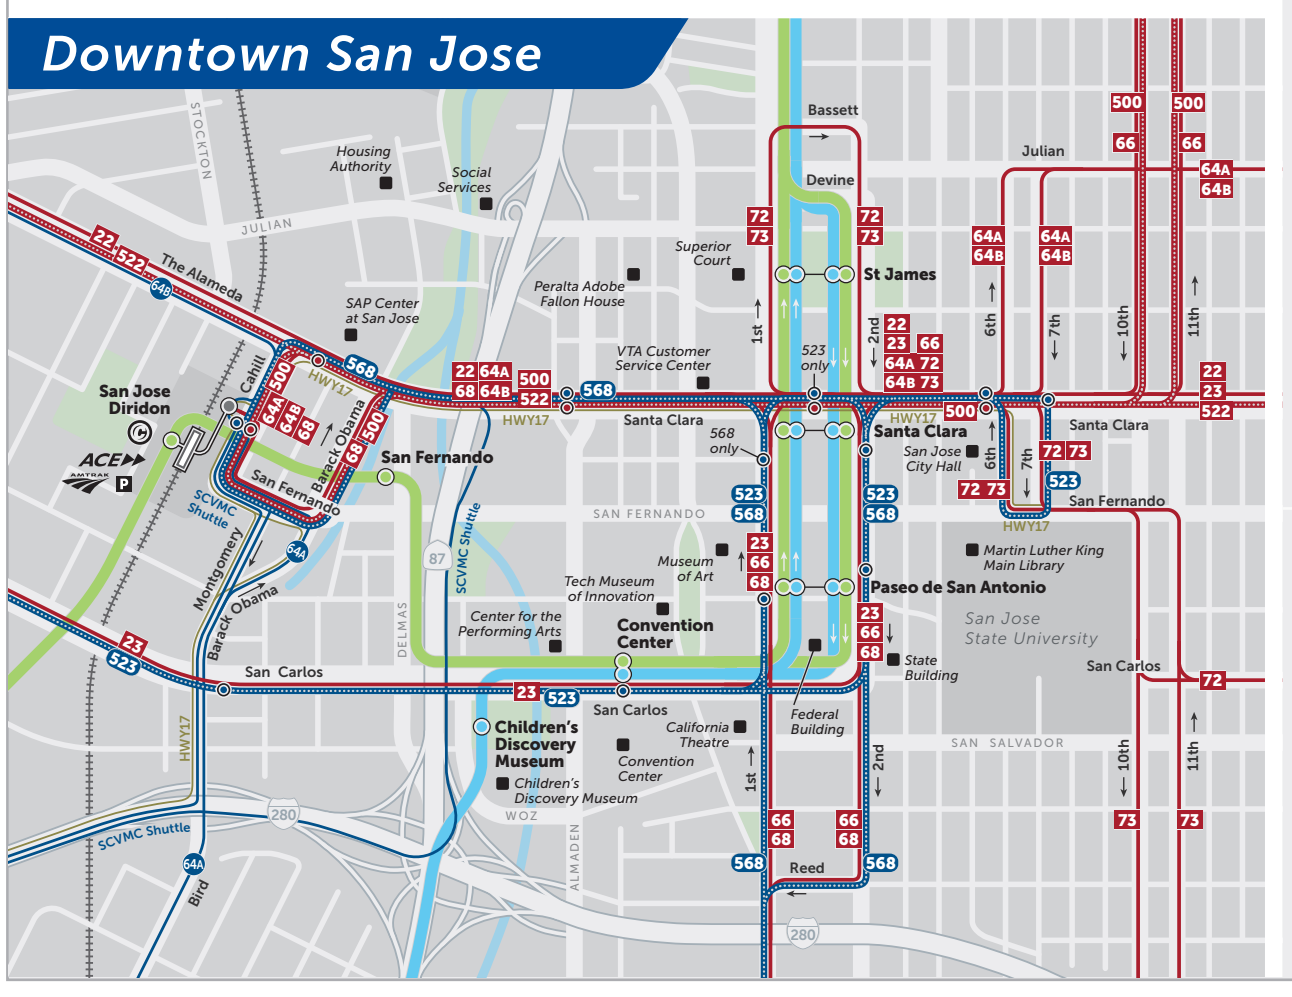 Downtown San Jose
STOCKTON
Housing
Authority
Social
Services
JULIAN
Bassett
Devine
Julian
500
500
66
66
64A
64B
22
522
64B
The Alameda
72
73
72
73
64A
64B
64A
64B
Superior
Court
St James
Peralta Adobe
Fallon House
SAP Center
at San Jose
1st
2nd
6th
7th
10th
11th
VTA Customer
Service Center
523
only
22
23 66
64A 72
64B 73
Cahill
500
HWY17
568
22 64A
68 64B
500
522
568
22
23
522
San Jose
Diridon
C
ACE
AMTRAK
P
64A
64B
68
Barack Obama
500
68
HWY17
Santa Clara
HWY17
500
Santa Clara
568
only
Santa Clara
San Jose
City Hall
6th
7th
72 73
523
San Fernando
San Fernando
SCVMC
Shuttle
72 73
San Fernando
523
568
523
568
SAN FERNANDO
HWY17
SCVMC Shuttle
Montgomery
64A
87
23
66
68
Museum
of Art
Martin Luther King
Main Library
Tech Museum
of Innovation
Paseo de San Antonio
Barack Obama
DELMAS
Center for the
Performing Arts
Convention
Center
23
66
68
San Jose
State University
23
523
State
Building
San Carlos
72
San Carlos
23
523
San Carlos
Federal
Building
California
Theatre
Children's
Discovery
Museum
Convention
Center
Children's
Discovery Museum
HWY17
1st
2nd
SAN SALVADOR
10th
11th
WOZ
280
SCVMC Shuttle
66
68
66
68
73
73
ALMADEN
568
Reed
568
64A
Bird
280